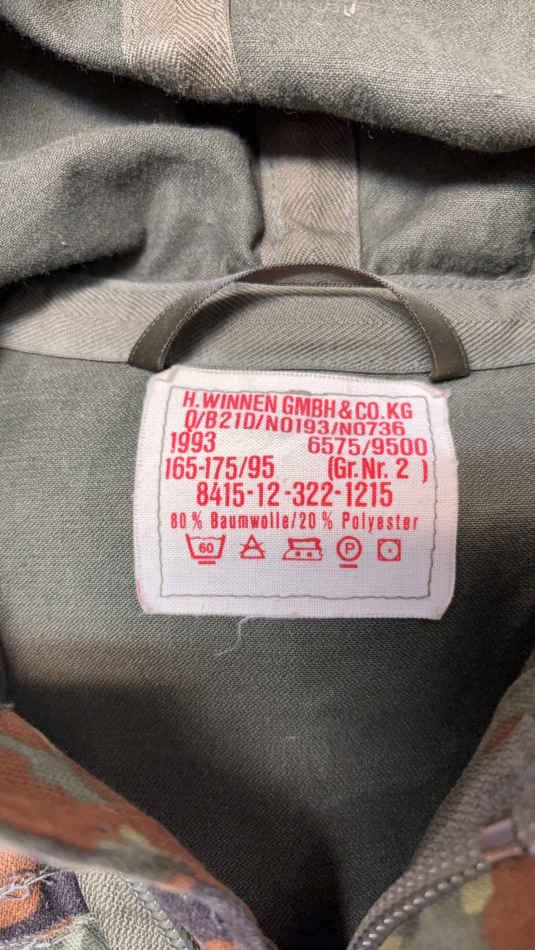 H. WINNEN GMBH & CO. KG
Q/B21D/N0193/N0736
1993 6575/9500
165-175/95 (Gr.Nr. 2 )
8415-12-322-1215
80 % Baumwolle/20 % Polyester
60 P